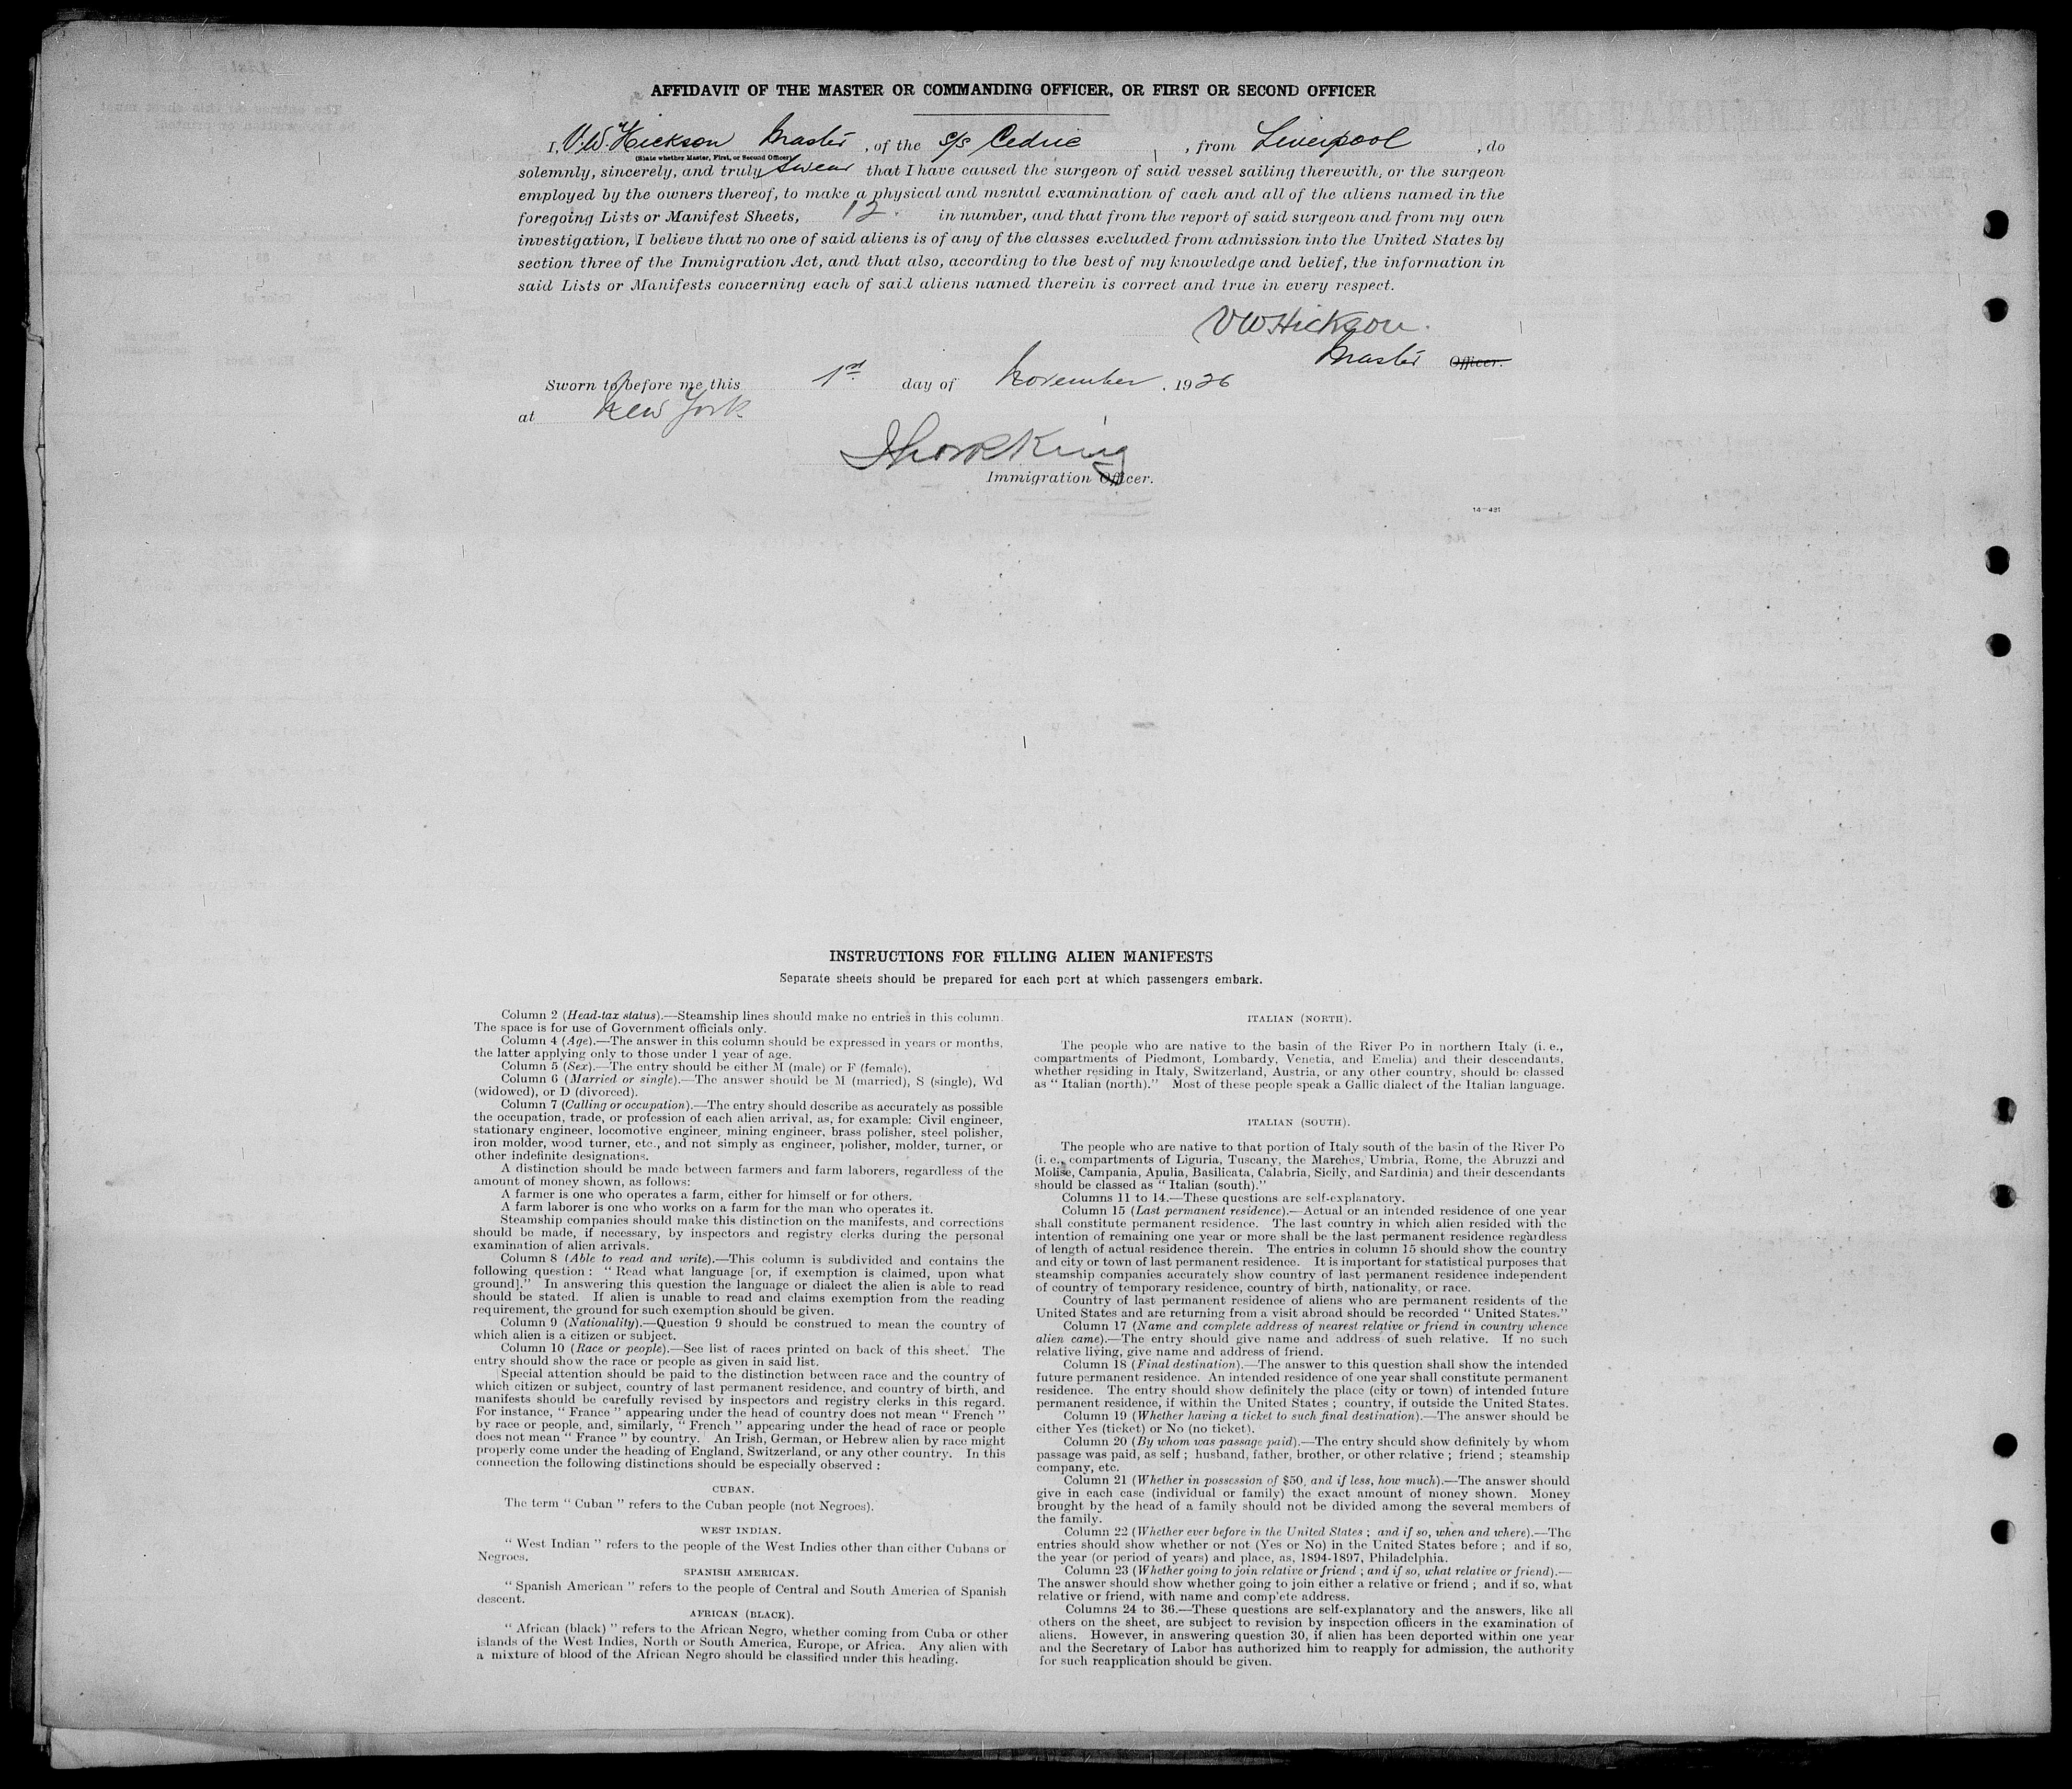 AFFIDAVIT OF THE MASTER OR COMMANDING OFFICER, OR FIRST OR SECOND OFFICER
I, V.W. Hickson Master, of the S/S Cedric, from Liverpool, do
(State whether Master, First, or Second Officer)
solemnly, sincerely, and truly swear that I have caused the surgeon of said vessel sailing therewith, or the surgeon
employed by the owners thereof, to make a physical and mental examination of each and all of the aliens named in the
foregoing Lists or Manifest Sheets, 12. in number, and that from the report of said surgeon and from my own
investigation, I believe that no one of said aliens is of any of the classes excluded from admission into the United States by
section three of the Immigration Act, and that also, according to the best of my knowledge and belief, the information in
said Lists or Manifests concerning each of said aliens named therein is correct and true in every respect.
VW Hickson.
Master Officer.
Sworn to before me this 1st day of November, 1926
at New York
King
Immigration Officer.
14—421
INSTRUCTIONS FOR FILLING ALIEN MANIFESTS
Separate sheets should be prepared for each port at which passengers embark.
Column 2 (Head-tax status).—Steamship lines should make no entries in this column.
The space is for use of Government officials only.
Column 4 (Age).—The answer in this column should be expressed in years or months,
the latter applying only to those under 1 year of age.
Column 5 (Sex).—The entry should be either M (male) or F (female).
Column 6 (Married or single).—The answer should be M (married), S (single), Wd
(widowed), or D (divorced).
Column 7 (Calling or occupation).—The entry should describe as accurately as possible
the occupation, trade, or profession of each alien arrival, as, for example: Civil engineer,
stationary engineer, locomotive engineer, mining engineer, brass polisher, steel polisher,
iron molder, wood turner, etc., and not simply as engineer, polisher, molder, turner, or
other indefinite designations.
A distinction should be made between farmers and farm laborers, regardless of the
amount of money shown, as follows:
A farmer is one who operates a farm, either for himself or for others.
A farm laborer is one who works on a farm for the man who operates it.
Steamship companies should make this distinction on the manifests, and corrections
should be made, if necessary, by inspectors and registry clerks during the personal
examination of alien arrivals.
Column 8 (Able to read and write).—This column is subdivided and contains the
following question : " Read what language [or, if exemption is claimed, upon what
ground]." In answering this question the language or dialect the alien is able to read
should be stated. If alien is unable to read and claims exemption from the reading
requirement, the ground for such exemption should be given.
Column 9 (Nationality).—Question 9 should be construed to mean the country of
which alien is a citizen or subject.
Column 10 (Race or people).—See list of races printed on back of this sheet. The
entry should show the race or people as given in said list.
Special attention should be paid to the distinction between race and the country of
which citizen or subject, country of last permanent residence, and country of birth, and
manifests should be carefully revised by inspectors and registry clerks in this regard.
For instance, " France " appearing under the head of country does not mean " French "
by race or people, and, similarly, " French " appearing under the head of race or people
does not mean " France " by country. An Irish, German, or Hebrew alien by race might
properly come under the heading of England, Switzerland, or any other country. In this
connection the following distinctions should be especially observed :
CUBAN.
The term " Cuban " refers to the Cuban people (not Negroes).
WEST INDIAN.
" West Indian " refers to the people of the West Indies other than either Cubans or
Negroes.
SPANISH AMERICAN.
" Spanish American " refers to the people of Central and South America of Spanish
descent.
AFRICAN (BLACK).
" African (black) " refers to the African Negro, whether coming from Cuba or other
islands of the West Indies, North or South America, Europe, or Africa. Any alien with
a mixture of blood of the African Negro should be classified under this heading.
ITALIAN (NORTH).
The people who are native to the basin of the River Po in northern Italy (i. e.,
compartments of Piedmont, Lombardy, Venetia, and Emelia) and their descendants,
whether residing in Italy, Switzerland, Austria, or any other country, should be classed
as " Italian (north)." Most of these people speak a Gallic dialect of the Italian language.
ITALIAN (SOUTH).
The people who are native to that portion of Italy south of the basin of the River Po
(i. e., compartments of Liguria, Tuscany, the Marches, Umbria, Rome, the Abruzzi and
Molise, Campania, Apulia, Basilicata, Calabria, Sicily, and Sardinia) and their descendants
should be classed as " Italian (south)."
Columns 11 to 14.—These questions are self-explanatory.
Column 15 (Last permanent residence).—Actual or an intended residence of one year
shall constitute permanent residence. The last country in which alien resided with the
intention of remaining one year or more shall be the last permanent residence regardless
of length of actual residence therein. The entries in column 15 should show the country
and city or town of last permanent residence. It is important for statistical purposes that
steamship companies accurately show country of last permanent residence independent
of country of temporary residence, country of birth, nationality, or race.
Country of last permanent residence of aliens who are permanent residents of the
United States and are returning from a visit abroad should be recorded " United States."
Column 17 (Name and complete address of nearest relative or friend in country whence
alien came).—The entry should give name and address of such relative. If no such
relative living, give name and address of friend.
Column 18 (Final destination).—The answer to this question shall show the intended
future permanent residence. An intended residence of one year shall constitute permanent
residence. The entry should show definitely the place (city or town) of intended future
permanent residence, if within the United States ; country, if outside the United States.
Column 19 (Whether having a ticket to such final destination).—The answer should be
either Yes (ticket) or No (no ticket).
Column 20 (By whom was passage paid).—The entry should show definitely by whom
passage was paid, as self ; husband, father, brother, or other relative ; friend ; steamship
company, etc.
Column 21 (Whether in possession of $50, and if less, how much).—The answer should
give in each case (individual or family) the exact amount of money shown. Money
brought by the head of a family should not be divided among the several members of
the family.
Column 22 (Whether ever before in the United States ; and if so, when and where).—The
entries should show whether or not (Yes or No) in the United States before ; and if so,
the year (or period of years) and place, as, 1894-1897, Philadelphia.
Column 23 (Whether going to join relative or friend ; and if so, what relative or friend).—
The answer should show whether going to join either a relative or friend ; and if so, what
relative or friend, with name and complete address.
Columns 24 to 36.—These questions are self-explanatory and the answers, like all
others on the sheet, are subject to revision by inspection officers in the examination of
aliens. However, in answering question 30, if alien has been deported within one year
and the Secretary of Labor has authorized him to reapply for admission, the authority
for such reapplication should be given.